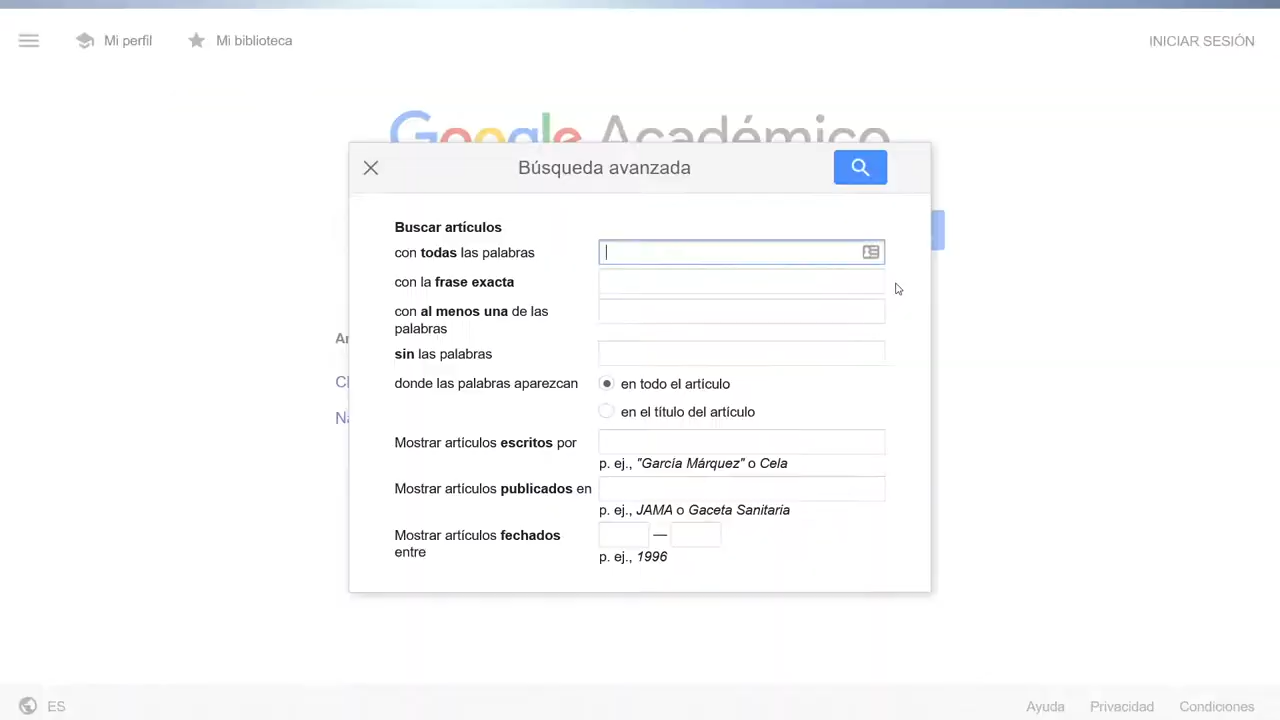 Mi perfil
Mi biblioteca
INICIAR SESIÓN
Google Académico
Búsqueda avanzada
Buscar artículos
con todas las palabras
con la frase exacta
con al menos una de las
palabras
sin las palabras
donde las palabras aparezcan
en todo el artículo
en el título del artículo
Mostrar artículos escritos por
p. ej., "García Márquez" o Cela
Mostrar artículos publicados en
p. ej., JAMA o Gaceta Sanitaria
Mostrar artículos fechados
entre
—
p. ej., 1996
ES
Ayuda
Privacidad
Condiciones